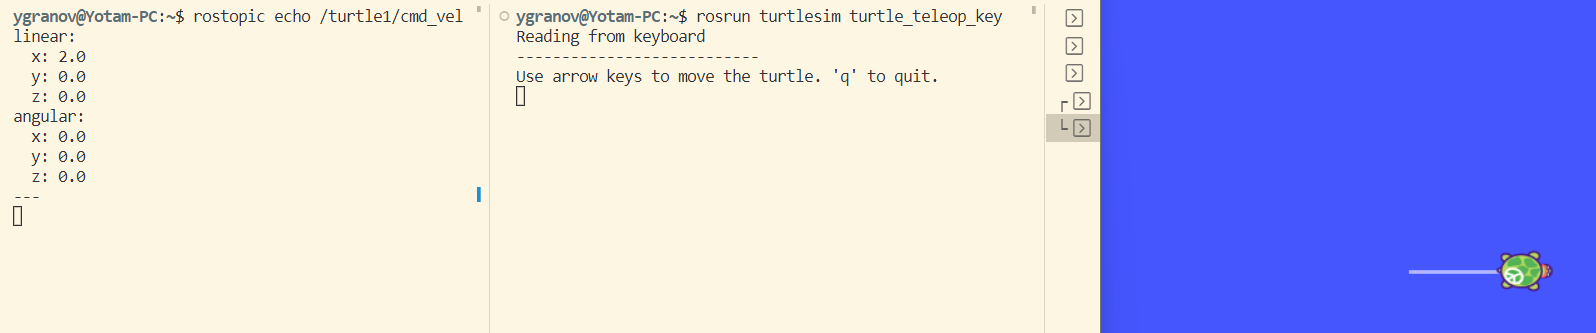 ygranov@Yotam-PC:~$ rostopic echo /turtle1/cmd_vel
linear:
  x: 2.0
  y: 0.0
  z: 0.0
angular:
  x: 0.0
  y: 0.0
  z: 0.0
---
ygranov@Yotam-PC:~$ rosrun turtlesim turtle_teleop_key
Reading from keyboard
---------------------------
Use arrow keys to move the turtle. 'q' to quit.